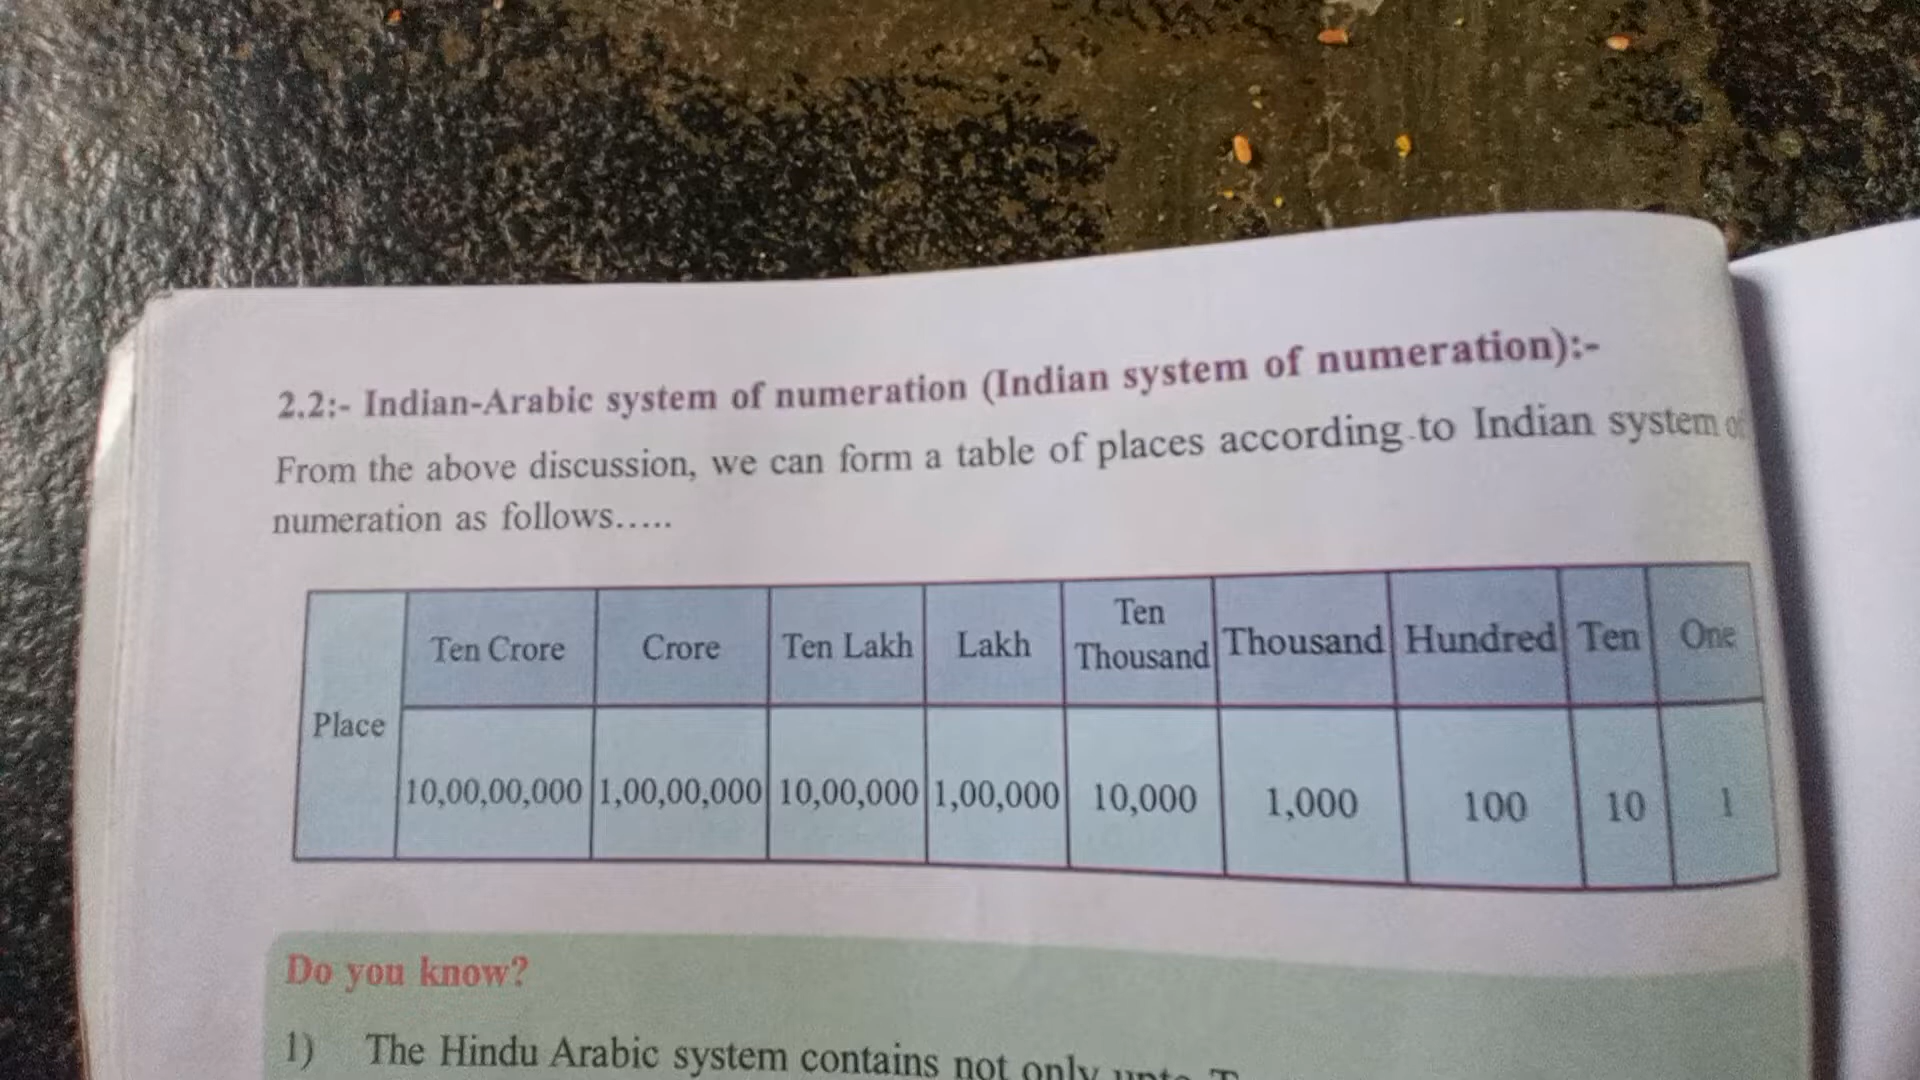 2.2:- Indian-Arabic system of numeration (Indian system of numeration):-
From the above discussion, we can form a table of places according to Indian system of
numeration as follows.....
Place
Ten Crore Crore Ten Lakh Lakh Ten Thousand Thousand Hundred Ten One
10,00,00,000 1,00,00,000 10,00,000 1,00,000 10,000 1,000 100 10 1
Do you know?
1) The Hindu Arabic system contains not only upto